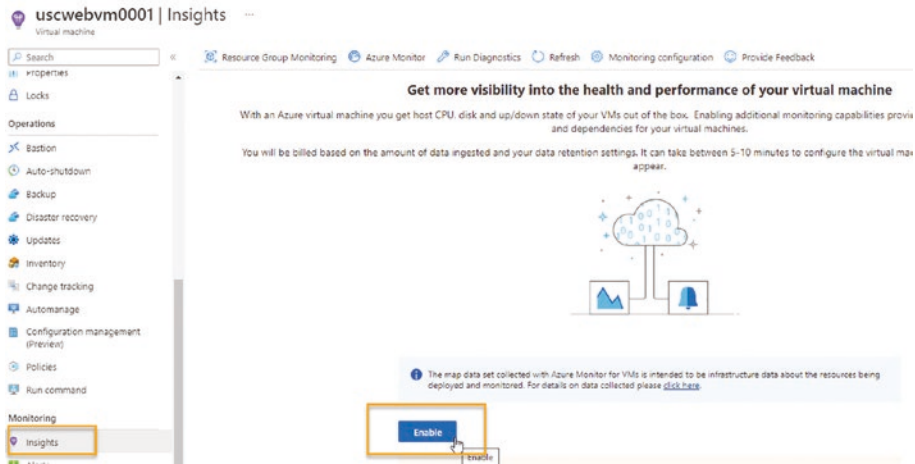 uscwebvm0001 | Insights ...
Virtual machine
Search
«
Resource Group Monitoring
Azure Monitor
Run Diagnostics
Refresh
Monitoring configuration
Provide Feedback
Properties
Locks
Operations
Bastion
Auto-shutdown
Backup
Disaster recovery
Updates
Inventory
Change tracking
Automanage
Configuration management
(Preview)
Policies
Run command
Monitoring
Insights
Alerts
Get more visibility into the health and performance of your virtual machine
With an Azure virtual machine you get host CPU, disk and up/down state of your VMs out of the box. Enabling additional monitoring capabilities provi
and dependencies for your virtual machines.
You will be billed based on the amount of data ingested and your data retention settings. It can take between 5-10 minutes to configure the virtual mac
appear.
The map data set collected with Azure Monitor for VMs is intended to be infrastructure data about the resources being
deployed and monitored. For details on data collected please click here.
Enable
Enable